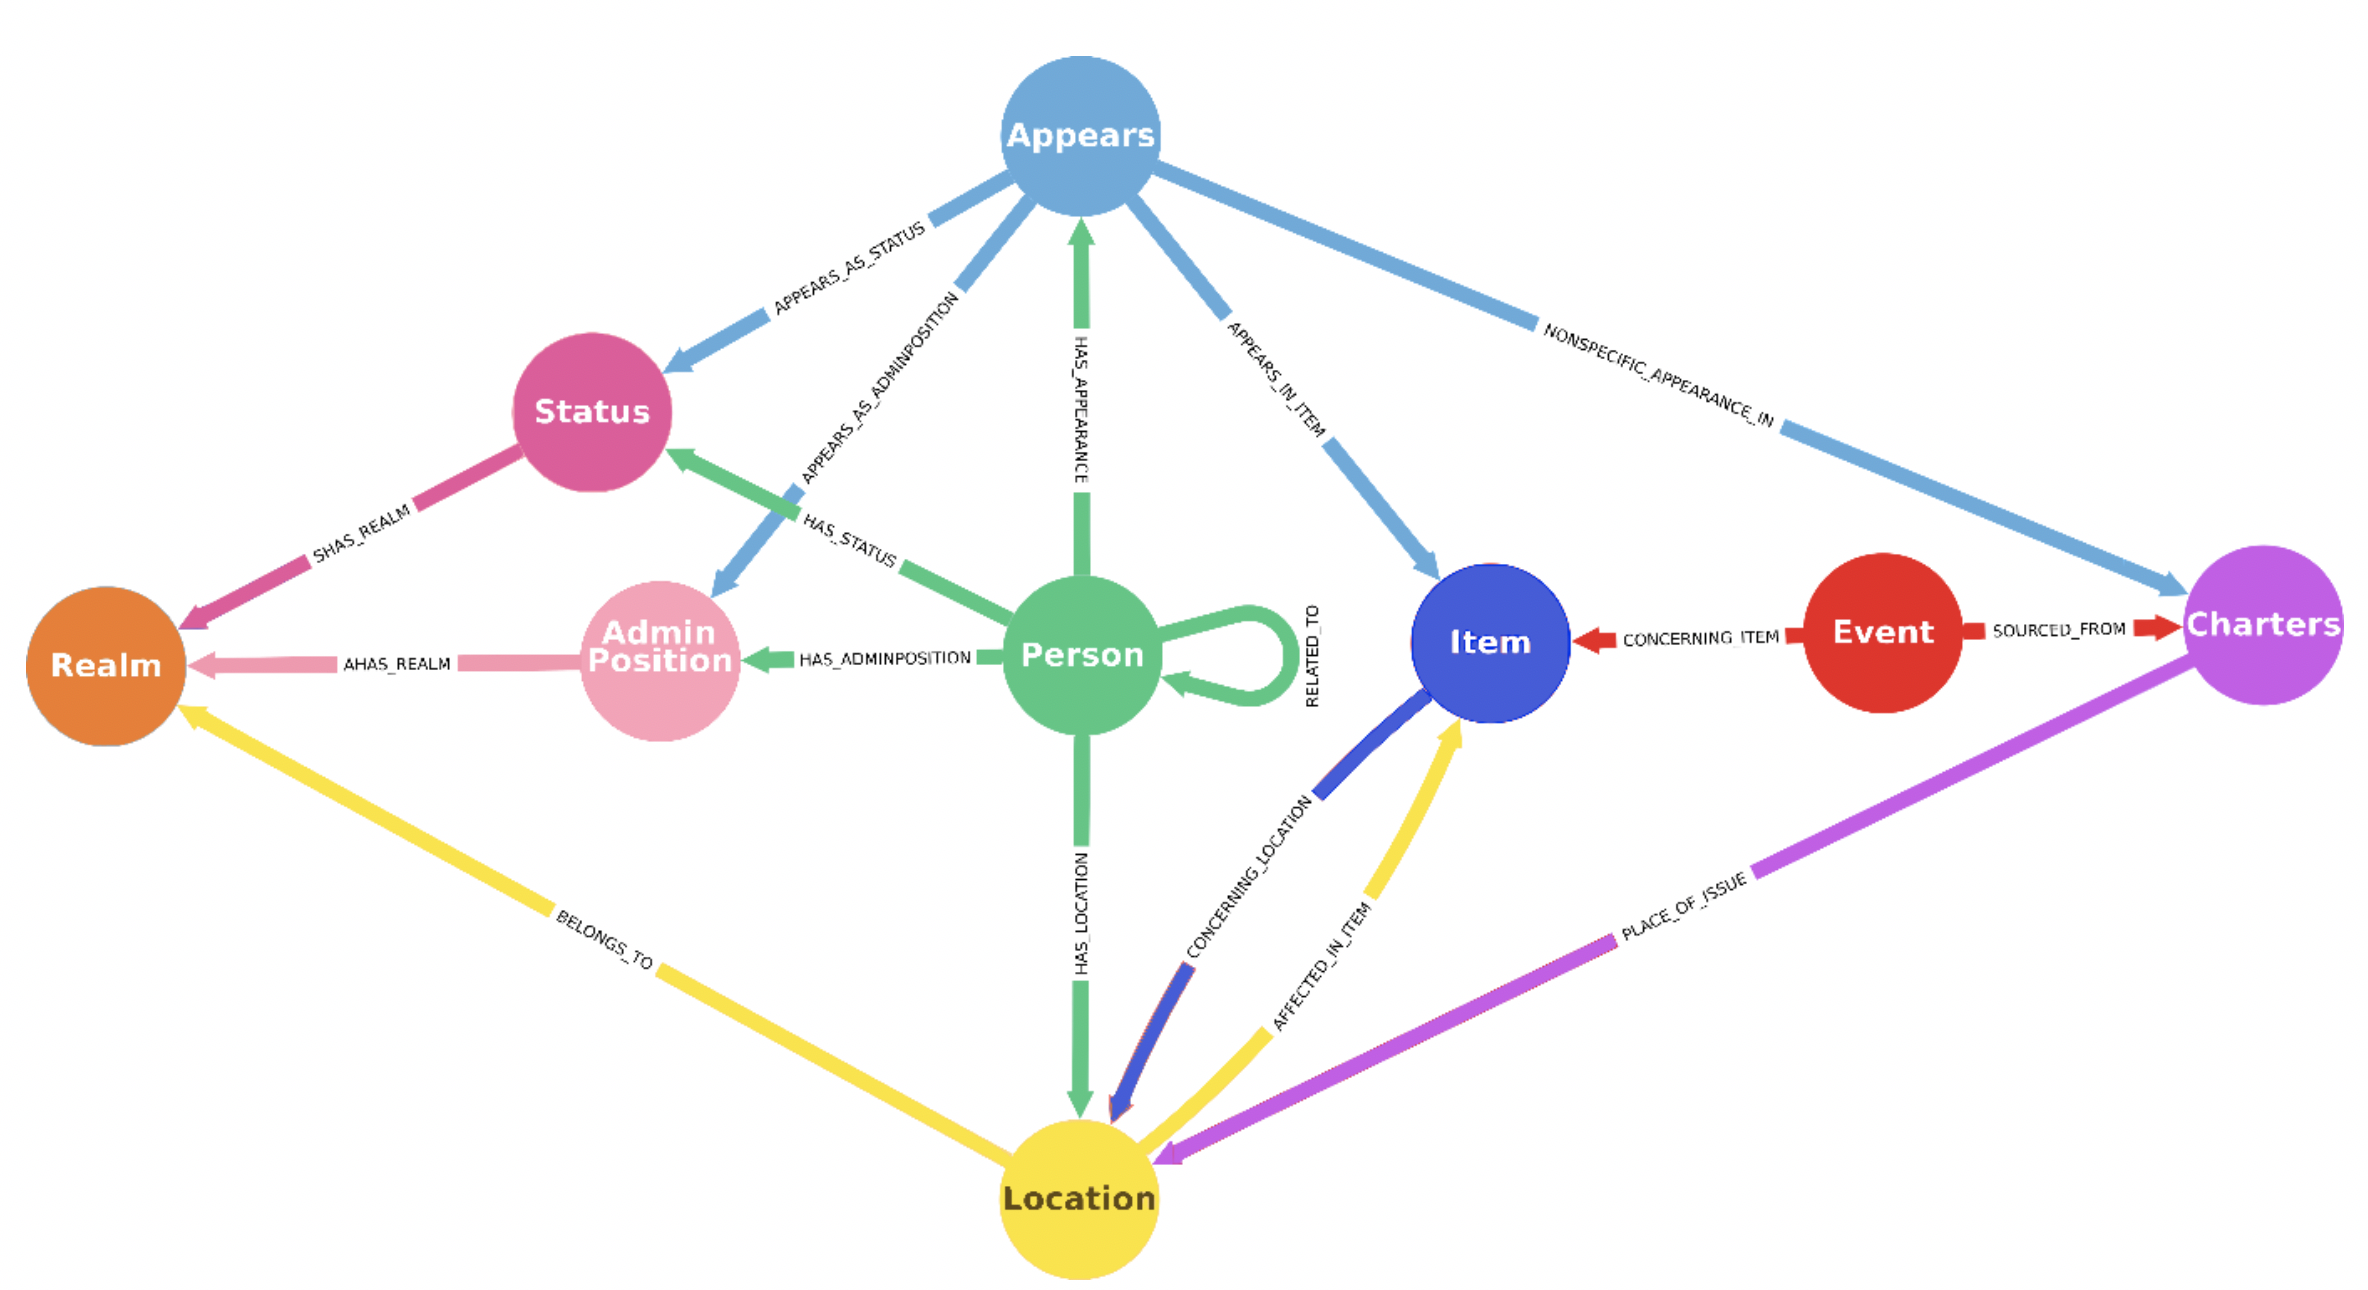 Appears
APPEARS_AS_STATUS
APPEARS_AS_ADMINPOSITION
HAS_APPEARANCE
APPEARS_IN_ITEM
NONSPECIFIC_APPEARANCE_IN
Status
SHAS_REALM
HAS_STATUS
Realm
AHAS_REALM
Admin
Position
HAS_ADMINPOSITION
Person
RELATED_TO
Item
CONCERNING_ITEM
Event
SOURCED_FROM
Charters
BELONGS_TO
HAS_LOCATION
CONCERNING_LOCATION
AFFECTED_IN_ITEM
PLACE_OF_ISSUE
Location